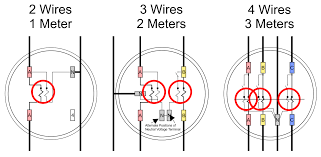 2 Wires
1 Meter
3 Wires
2 Meters
4 Wires
3 Meters
A
N
A
A
N
A
C
C
Alternate Positions of
Neutral Voltage Terminal
A
B
C
A
B
N
C